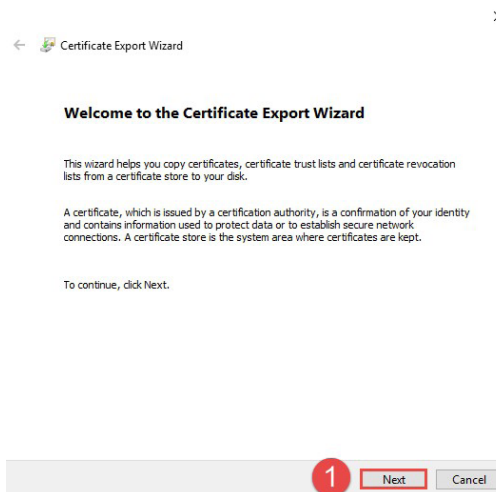 Certificate Export Wizard
Welcome to the Certificate Export Wizard
This wizard helps you copy certificates, certificate trust lists and certificate revocation
lists from a certificate store to your disk.
A certificate, which is issued by a certification authority, is a confirmation of your identity
and contains information used to protect data or to establish secure network
connections. A certificate store is the system area where certificates are kept.
To continue, click Next.
1 Next Cancel